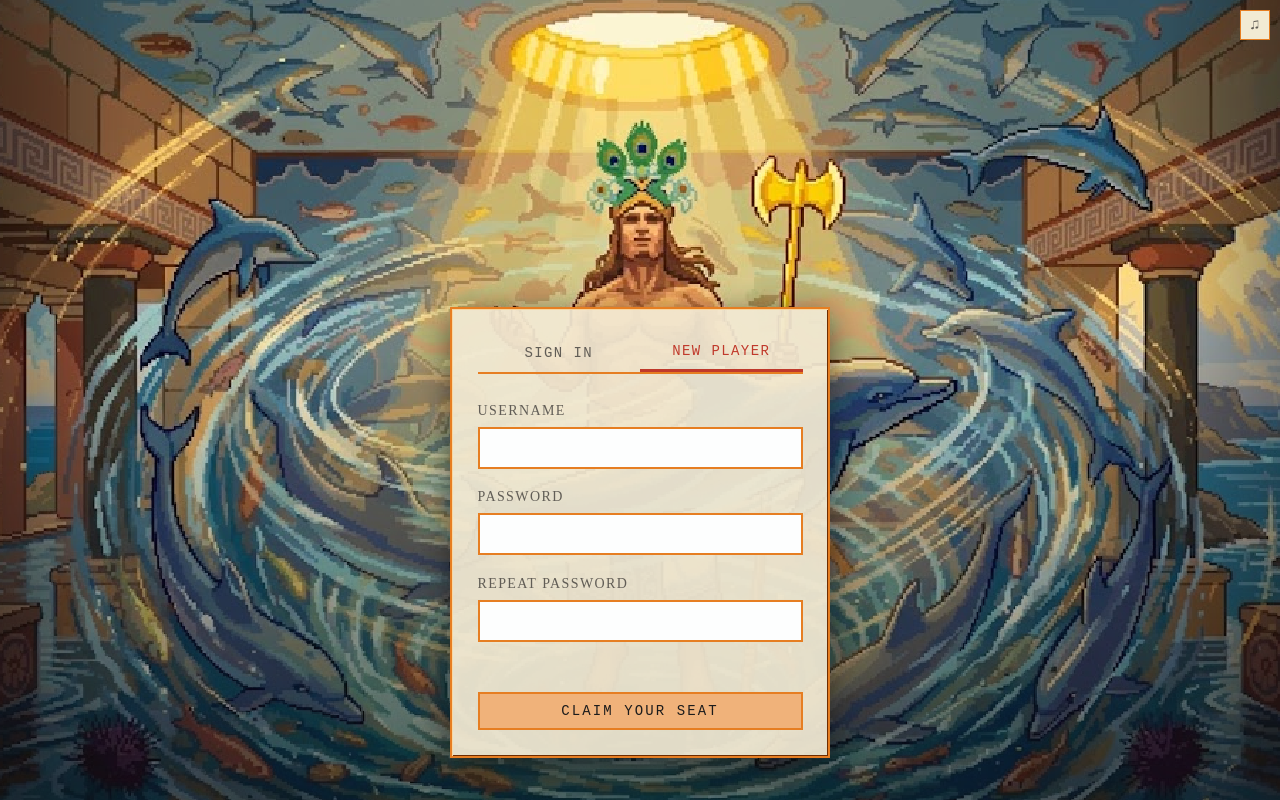 ♫
SIGN IN
NEW PLAYER
USERNAME
PASSWORD
REPEAT PASSWORD
CLAIM YOUR SEAT